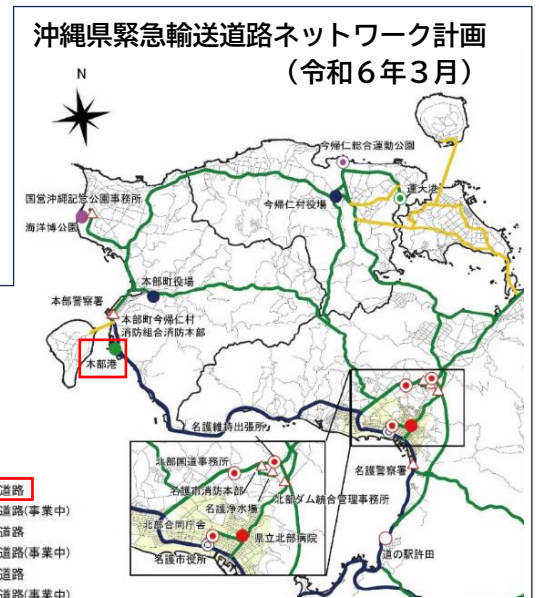 沖縄県緊急輸送道路ネットワーク計画
（令和６年３月）
N
今帰仁総合運動公園
国営沖縄記念公園事務所
運天港
今帰仁村役場
海洋博公園
本部町役場
本部警察署
本部町今帰仁村
消防組合消防本部
本部港
名護維持出張所
北部国道事務所
名護市消防本部
名護警察署
名護浄水場
北部ダム統合管理事務所
道路
道路(事業中)
北部合同庁舎
県立北部病院
道路
道路(事業中)
名護市役所
道の駅許田
道路
道路(事業中)